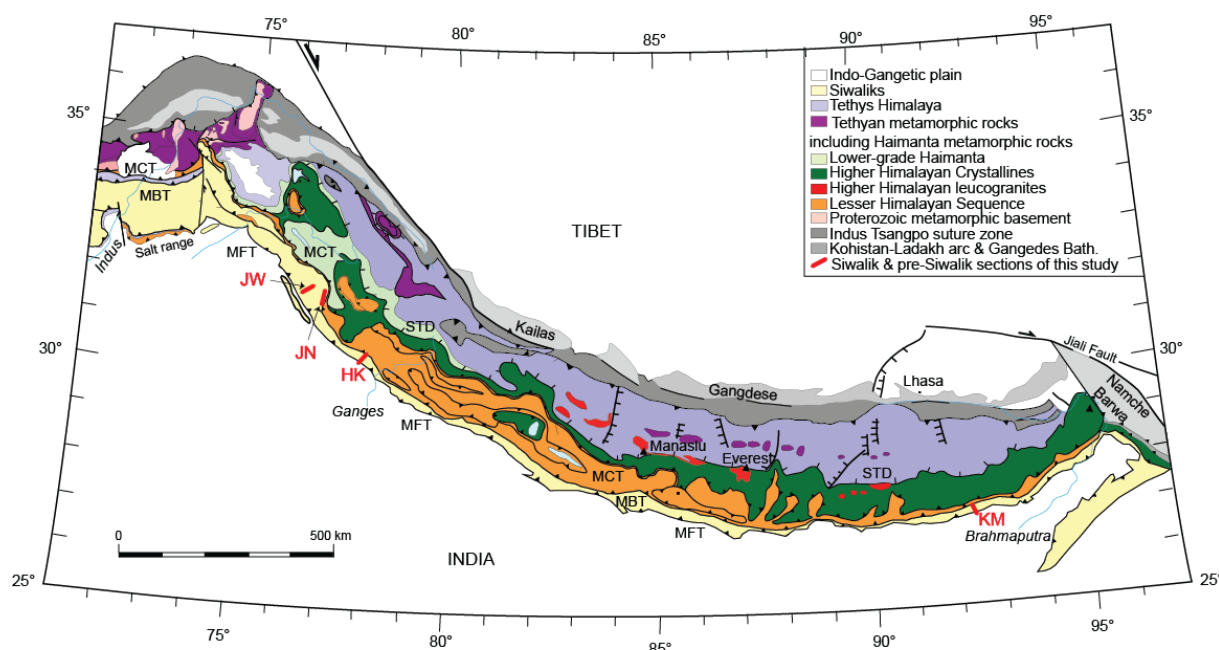 75°
80°
85°
90°
95°
35°
35°
30°
30°
25°
25°
75°
80°
85°
90°
95°
Indo-Gangetic plain
Siwaliks
Tethys Himalaya
Tethyan metamorphic rocks
including Haimanta metamorphic rocks
Lower-grade Haimanta
Higher Himalayan Crystallines
Higher Himalayan leucogranites
Lesser Himalayan Sequence
Proterozoic metamorphic basement
Indus Tsangpo suture zone
Kohistan-Ladakh arc & Gangedes Bath.
Siwalik & pre-Siwalik sections of this study
MCT
MBT
Indus
Salt range
MFT
MCT
TIBET
JW
JN
HK
STD
Kailas
Ganges
MFT
Gangdese
Lhasa
Jiali Fault
Namche
Barwa
Manaslu
Everest
STD
MCT
MBT
MFT
KM
Brahmaputra
0
500 km
INDIA